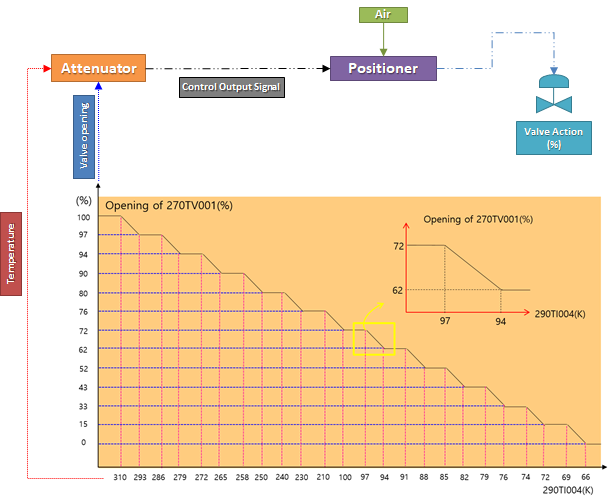 Air
Attenuator
Positioner
Control Output Signal
Valve opening
Valve Action
(%)
Temperature
(%)
Opening of 270TV001(%)
100
97
94
90
80
76
72
62
52
43
33
15
0
310 293 286 279 272 265 258 250 240 230 210 100 97 94 91 88 85 82 79 76 74 72 69 66
290TI004(K)
Opening of 270TV001(%)
72
62
97 94
290TI004(K)